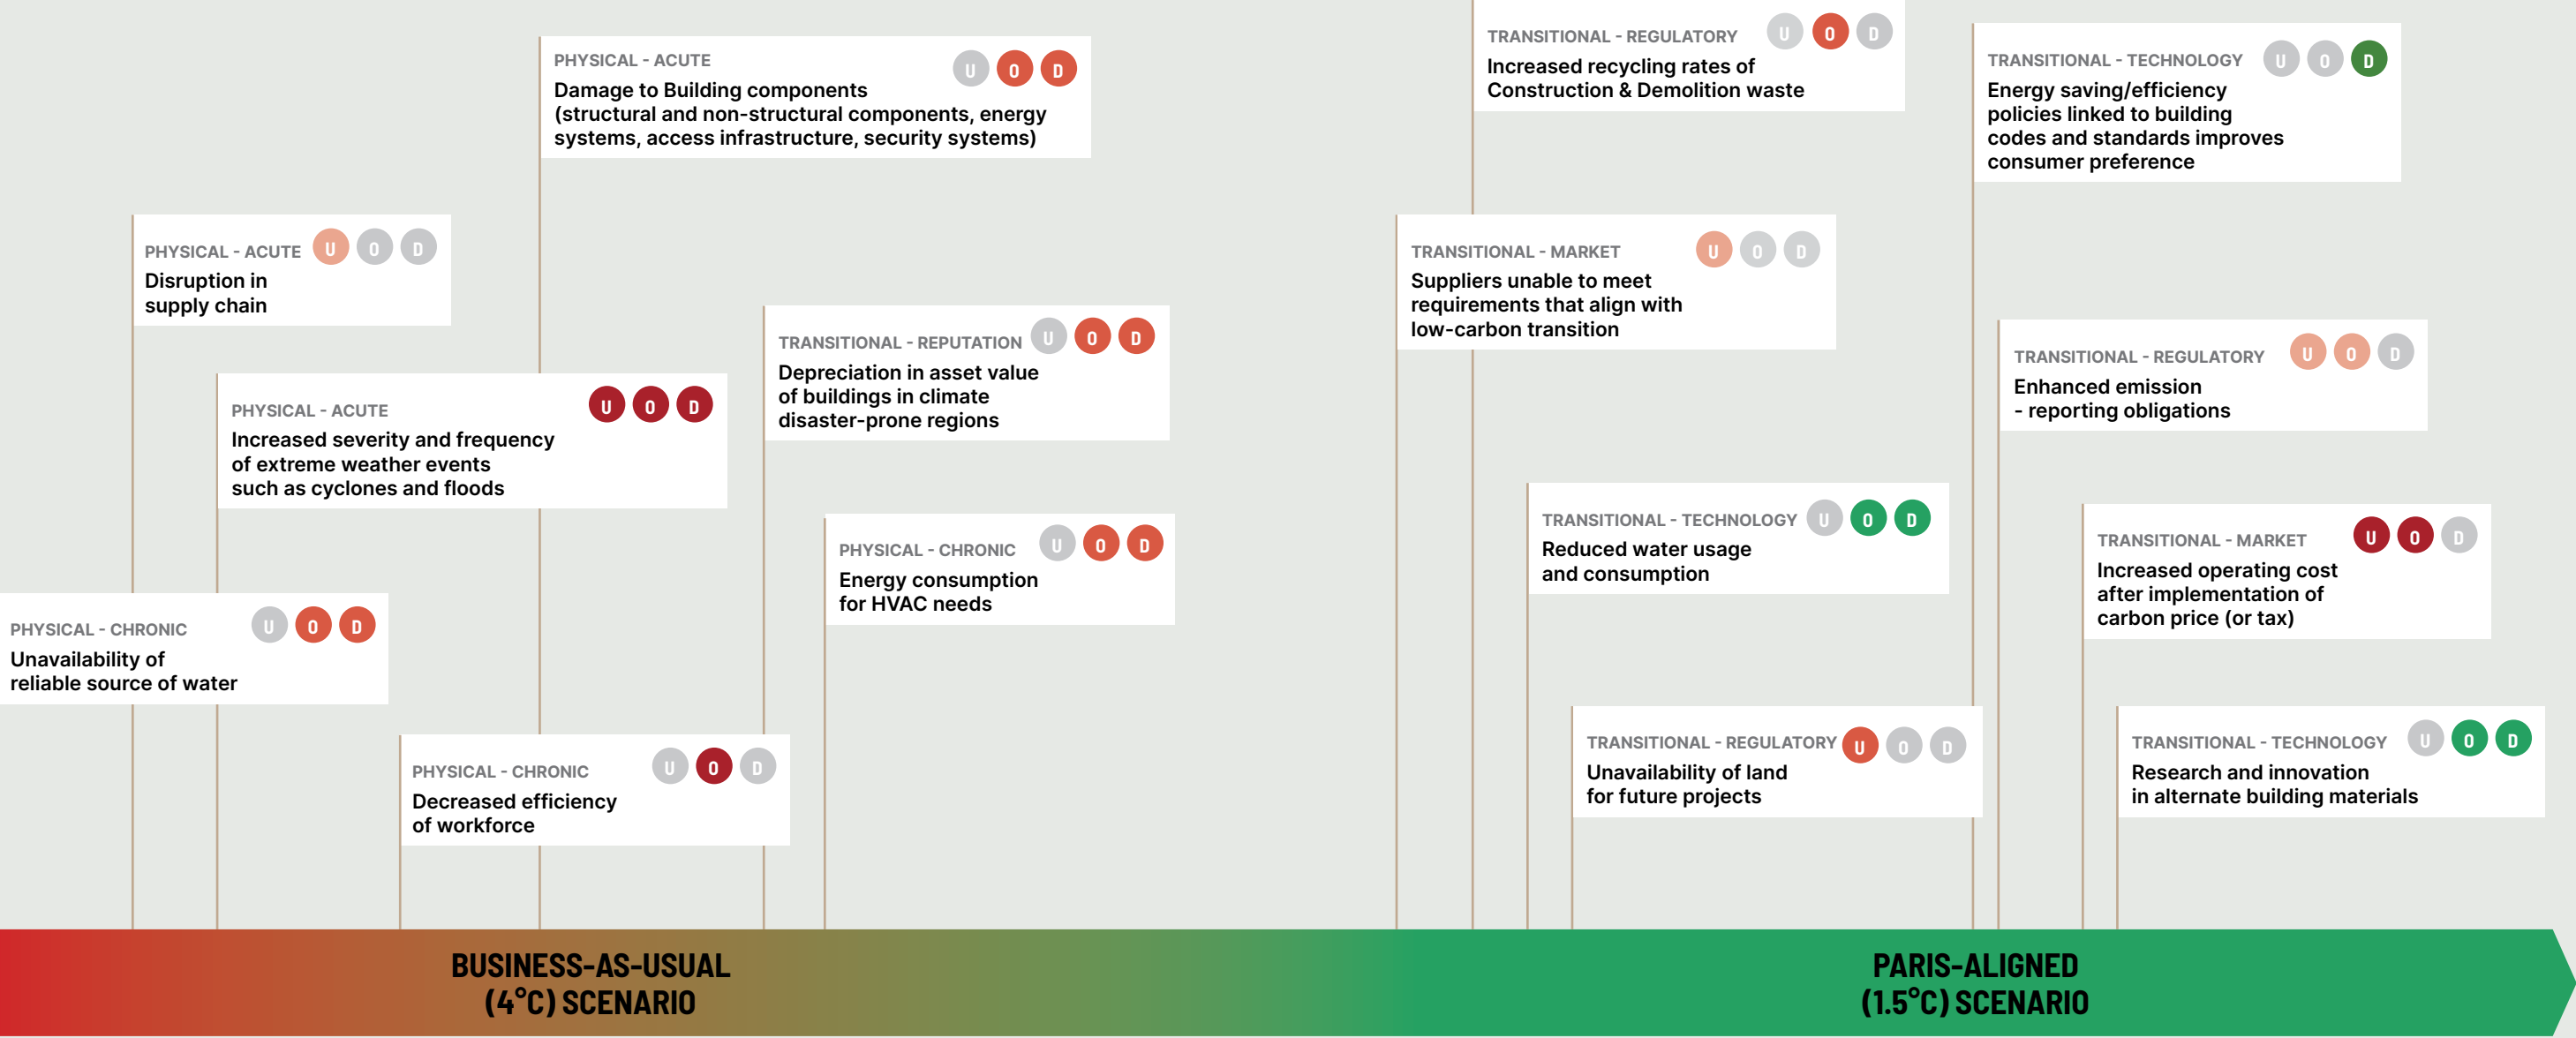 PHYSICAL - ACUTE
U O D
Damage to Building components
(structural and non-structural components, energy
systems, access infrastructure, security systems)
PHYSICAL - ACUTE
U O D
Disruption in
supply chain
TRANSITIONAL - REPUTATION
U O D
Depreciation in asset value
of buildings in climate
disaster-prone regions
PHYSICAL - ACUTE
U O D
Increased severity and frequency
of extreme weather events
such as cyclones and floods
PHYSICAL - CHRONIC
U O D
Energy consumption
for HVAC needs
PHYSICAL - CHRONIC
U O D
Unavailability of
reliable source of water
PHYSICAL - CHRONIC
U O D
Decreased efficiency
of workforce
BUSINESS-AS-USUAL
(4°C) SCENARIO
TRANSITIONAL - REGULATORY
U O D
Increased recycling rates of
Construction & Demolition waste
TRANSITIONAL - TECHNOLOGY
U O D
Energy saving/efficiency
policies linked to building
codes and standards improves
consumer preference
TRANSITIONAL - MARKET
U O D
Suppliers unable to meet
requirements that align with
low-carbon transition
TRANSITIONAL - REGULATORY
U O D
Enhanced emission
- reporting obligations
TRANSITIONAL - TECHNOLOGY
U O D
Reduced water usage
and consumption
TRANSITIONAL - MARKET
U O D
Increased operating cost
after implementation of
carbon price (or tax)
TRANSITIONAL - REGULATORY
U O D
Unavailability of land
for future projects
TRANSITIONAL - TECHNOLOGY
U O D
Research and innovation
in alternate building materials
PARIS-ALIGNED
(1.5°C) SCENARIO